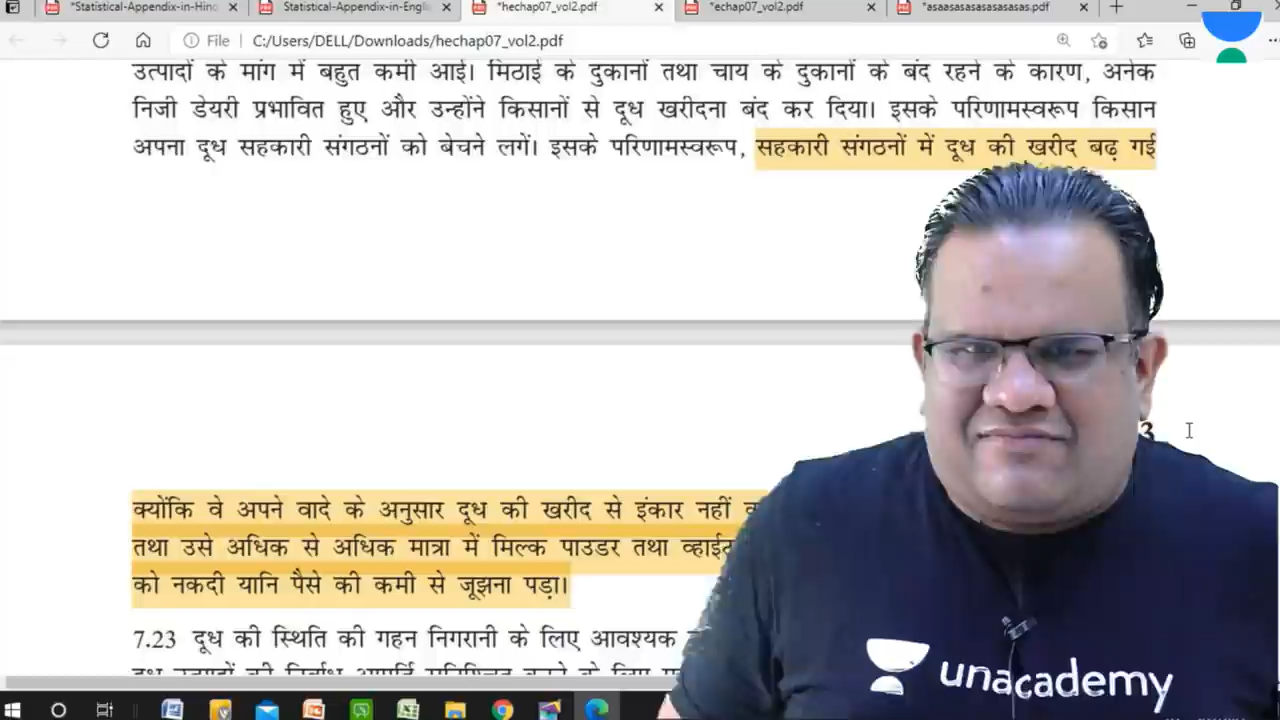 "Statistical-Appendix-in-Hind
Statistical-Appendix-in-Engli
"hechap07_vol2.pdf
"echap07_vol2.pdf
"asaasasasasasasasas.pdf
File
C:/Users/DELL/Downloads/hechap07_vol2.pdf
उत्पादों के मांग में बहुत कमी आई। मिठाई के दुकानों तथा चाय के दुकानों के बंद रहने के कारण, अनेक
निजी डेयरी प्रभावित हुए और उन्होंने किसानों से दूध खरीदना बंद कर दिया। इसके परिणामस्वरूप किसान
अपना दूध सहकारी संगठनों को बेचने लगें। इसके परिणामस्वरूप, सहकारी संगठनों में दूध की खरीद बढ़ गई
3
क्योंकि वे अपने वादे के अनुसार दूध की खरीद से इंकार नहीं
तथा उसे अधिक से अधिक मात्रा में मिल्क पाउडर तथा
को नकदी यानि पैसे की कमी से जूझना पड़ा।
7.23 दूध की स्थिति की गहन निगरानी के लिए आवश्यक
unacademy